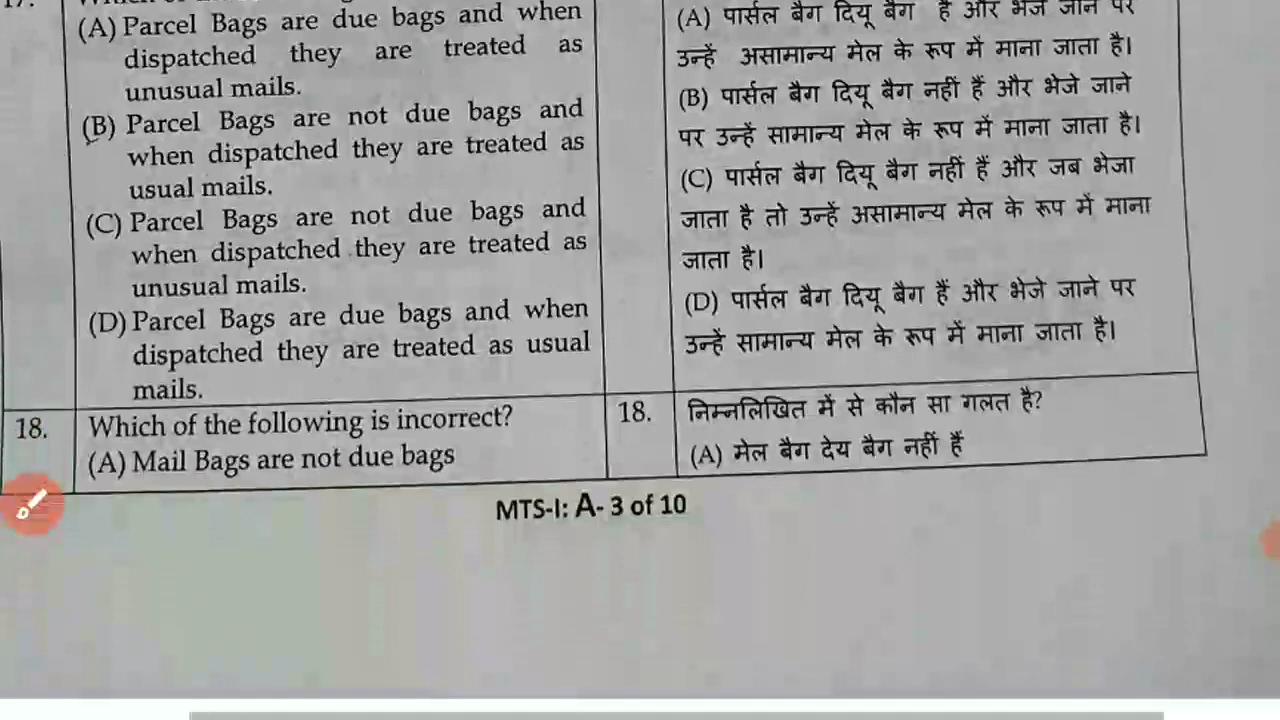 17.
(A) Parcel Bags are due bags and when
dispatched they are treated as
unusual mails.
(B) Parcel Bags are not due bags and
when dispatched they are treated as
usual mails.
(C) Parcel Bags are not due bags and
when dispatched they are treated as
unusual mails.
(D) Parcel Bags are due bags and when
dispatched they are treated as usual
mails.
(A) पार्सल बैग दियू बैग हैं और भेजे जाने पर
उन्हें असामान्य मेल के रूप में माना जाता है।
(B) पार्सल बैग दियू बैग नहीं हैं और भेजे जाने
पर उन्हें सामान्य मेल के रूप में माना जाता है।
(C) पार्सल बैग दियू बैग नहीं हैं और जब भेजा
जाता है तो उन्हें असामान्य मेल के रूप में माना
जाता है।
(D) पार्सल बैग दियू बैग हैं और भेजे जाने पर
उन्हें सामान्य मेल के रूप में माना जाता है।
18. Which of the following is incorrect?
(A) Mail Bags are not due bags
18. निम्नलिखित में से कौन सा गलत है?
(A) मेल बैग देय बैग नहीं हैं
MTS-I: A- 3 of 10